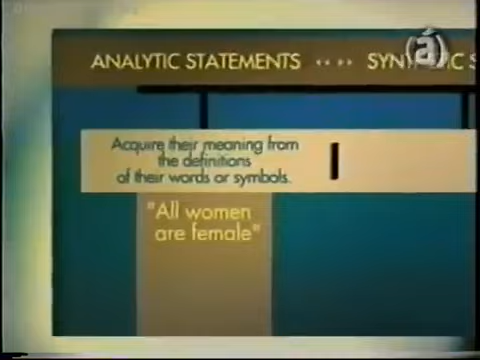 ANALYTIC STATEMENTS
Acquire their meaning from
the definitions
of their words or symbols.
"All women
are female"